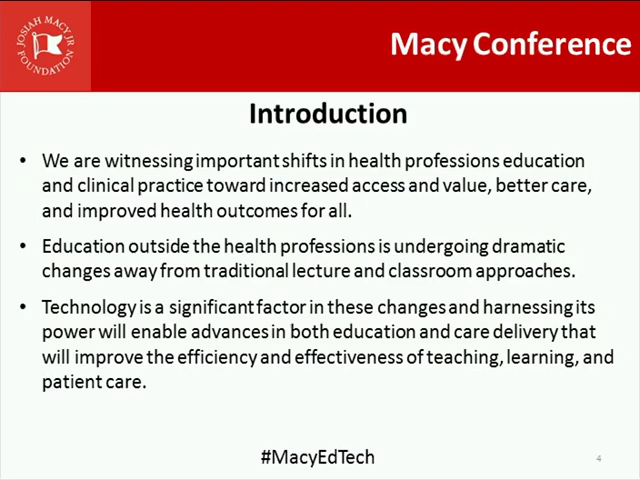 JOSIAH MACY JR
FOUNDATION
Macy Conference
Introduction
• We are witnessing important shifts in health professions education
and clinical practice toward increased access and value, better care,
and improved health outcomes for all.
• Education outside the health professions is undergoing dramatic
changes away from traditional lecture and classroom approaches.
• Technology is a significant factor in these changes and harnessing its
power will enable advances in both education and care delivery that
will improve the efficiency and effectiveness of teaching, learning, and
patient care.
#MacyEdTech
4